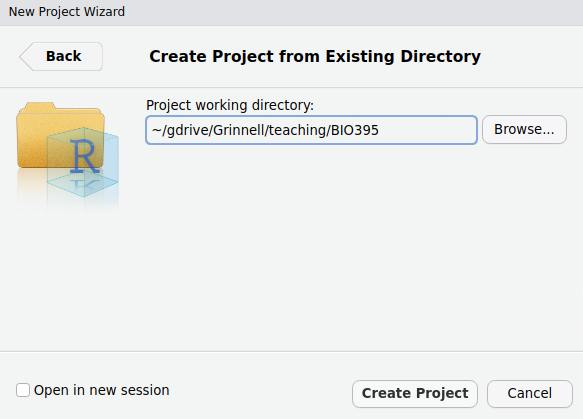 New Project Wizard
Back
Create Project from Existing Directory
Project working directory:
~/gdrive/Grinnell/teaching/BIO395
Browse...
R
Open in new session
Create Project
Cancel